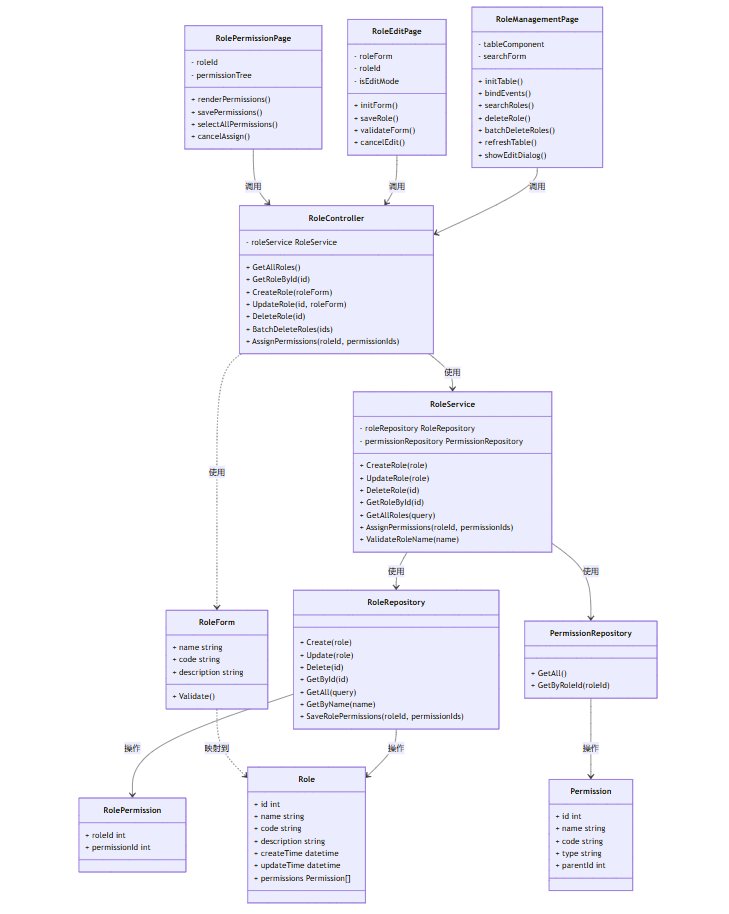 RolePermissionPage
- roleId
- permissionTree
+ renderPermissions()
+ savePermissions()
+ selectAllPermissions()
+ cancelAssign()
RoleEditPage
- roleForm
- roleId
- isEditMode
+ initForm()
+ saveRole()
+ validateForm()
+ cancelEdit()
RoleManagementPage
- tableComponent
- searchForm
+ initTable()
+ bindEvents()
+ searchRoles()
+ deleteRole()
+ batchDeleteRoles()
+ refreshTable()
+ showEditDialog()
调用
调用
调用
RoleController
- roleService RoleService
+ GetAllRoles()
+ GetRoleById(id)
+ CreateRole(roleForm)
+ UpdateRole(id, roleForm)
+ DeleteRole(id)
+ BatchDeleteRoles(ids)
+ AssignPermissions(roleId, permissionIds)
使用
使用
RoleService
- roleRepository RoleRepository
- permissionRepository PermissionRepository
+ CreateRole(role)
+ UpdateRole(role)
+ DeleteRole(id)
+ GetRoleById(id)
+ GetAllRoles(query)
+ AssignPermissions(roleId, permissionIds)
+ ValidateRoleName(name)
使用
使用
RoleForm
+ name string
+ code string
+ description string
+ Validate()
RoleRepository
+ Create(role)
+ Update(role)
+ Delete(id)
+ GetById(id)
+ GetAll(query)
+ GetByName(name)
+ SaveRolePermissions(roleId, permissionIds)
PermissionRepository
+ GetAll()
+ GetByRoleId(roleId)
操作
映射到
操作
操作
RolePermission
+ roleId int
+ permissionId int
Role
+ id int
+ name string
+ code string
+ description string
+ createTime datetime
+ updateTime datetime
+ permissions Permission[]
Permission
+ id int
+ name string
+ code string
+ type string
+ parentId int